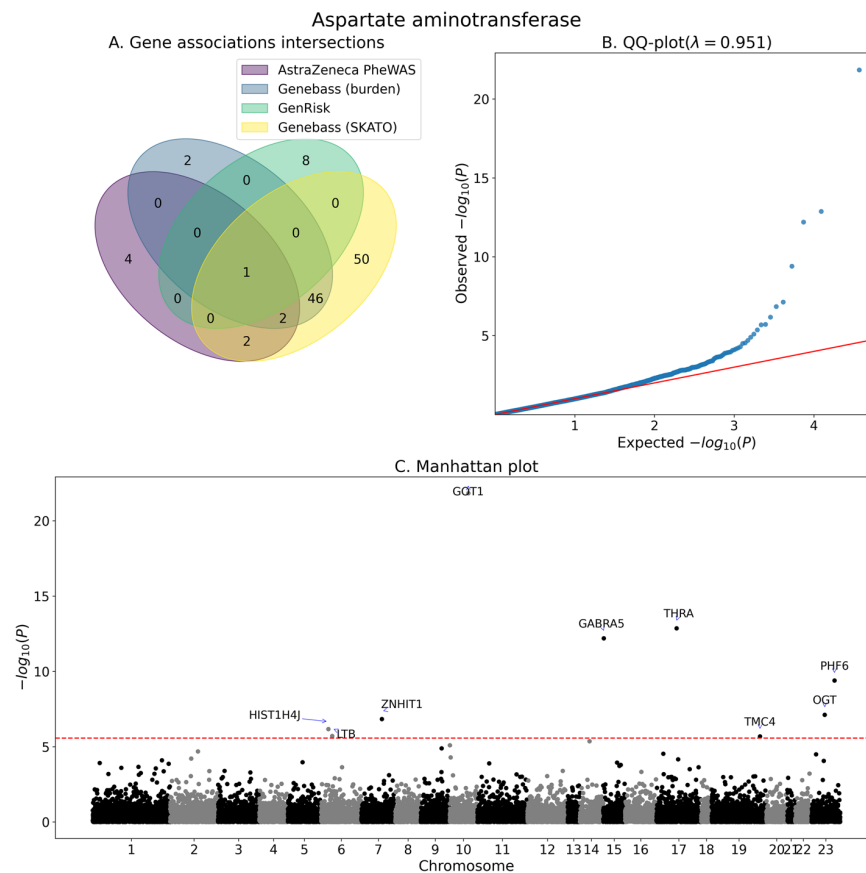 Aspartate aminotransferase
A. Gene associations intersections
AstraZeneca PheWAS
Genebass (burden)
GenRisk
Genebass (SKATO)
2
8
0
0
0
4
0
0
50
1
0
46
0
2
2
B. QQ-plot(λ = 0.951)
Observed −log₁₀(P)
20
15
10
5
1
2
3
4
Expected −log₁₀(P)
C. Manhattan plot
−log₁₀(P)
20
15
10
5
0
GOT1
THRA
GABRA5
PHF6
OGT
ZNHIT1
HIST1H4J
LTB
TMC4
1
2
3
4
5
6
7
8
9
10
11
12
13
14
15
16
17
18
19
20
21
22
23
Chromosome